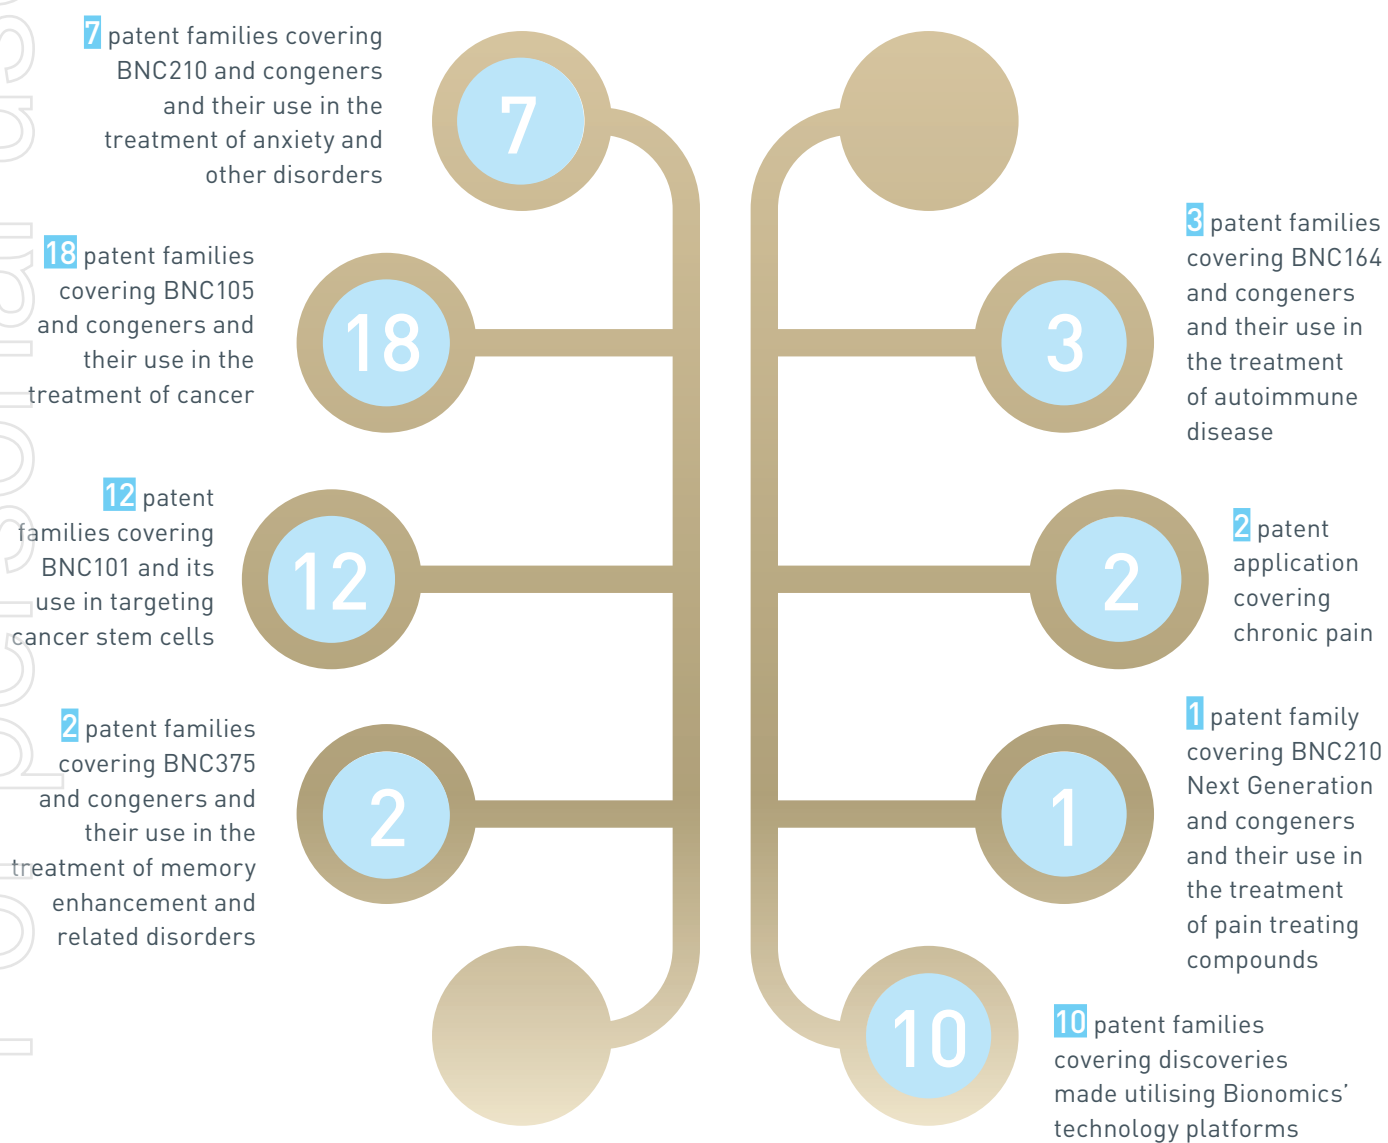 7 patent families covering
BNC210 and congeners
and their use in the
treatment of anxiety and
other disorders
7
18 patent families
covering BNC105
and congeners and
their use in the
treatment of cancer
18
12 patent
families covering
BNC101 and its
use in targeting
cancer stem cells
12
2 patent families
covering BNC375
and congeners and
their use in the
treatment of memory
enhancement and
related disorders
2
3
3 patent families
covering BNC164
and congeners
and their use in
the treatment
of autoimmune
disease
2
2 patent
application
covering
chronic pain
1
1 patent family
covering BNC210
Next Generation
and congeners
and their use in
the treatment
of pain treating
compounds
10
10 patent families
covering discoveries
made utilising Bionomics’
technology platforms